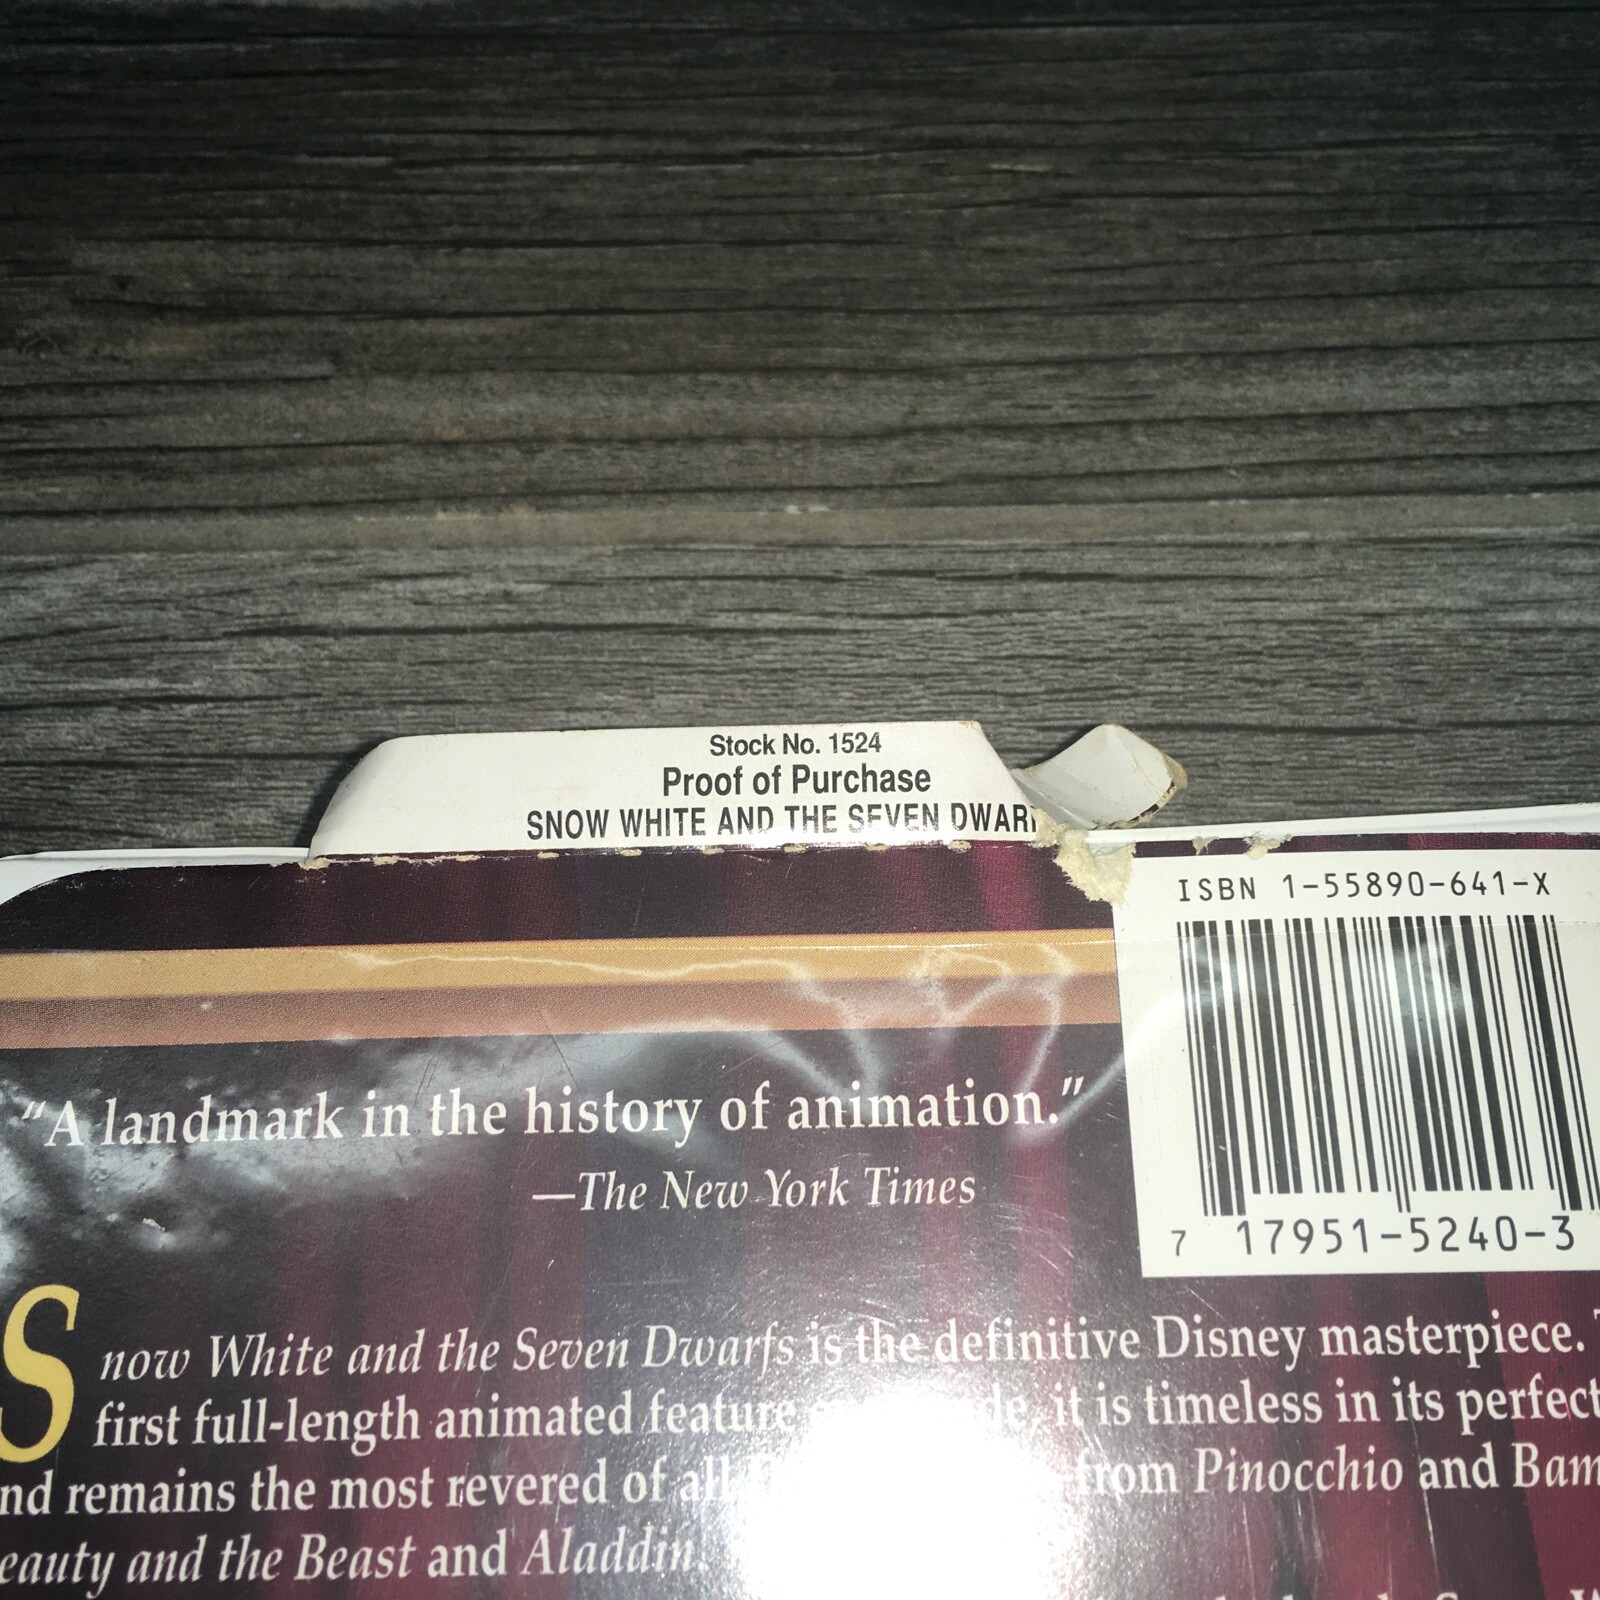 Stock No. 1524
Proof of Purchase
SNOW WHITE AND THE SEVEN DWAR
ISBN 1-55890-641-X
7 17951-5240-3
"A landmark in the history of animation."
—The New York Times
Snow White and the Seven Dwarfs is the definitive Disney masterpiece.
first full-length animated feature it is timeless in its perfect
nd remains the most revered of all from Pinocchio and Bam
eauty and the Beast and Aladdin.